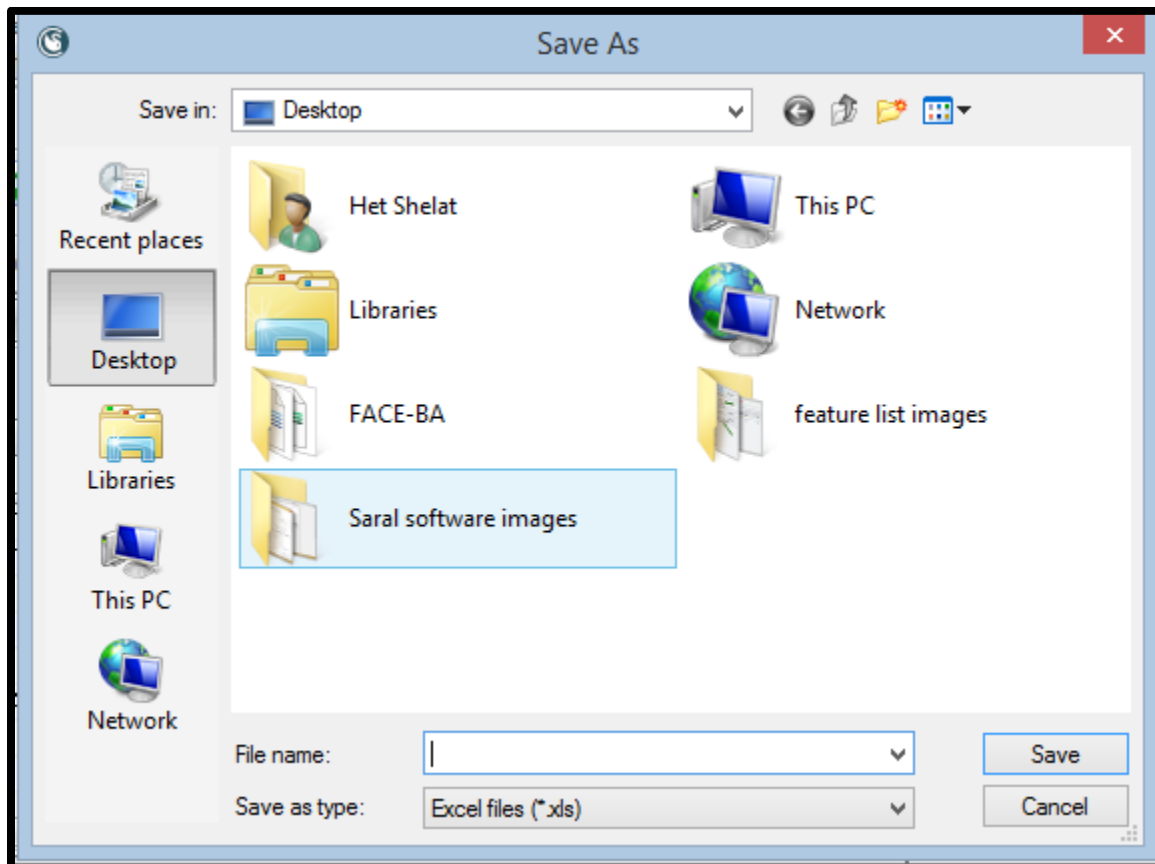 Save As
Save in:
Desktop
Recent places
Desktop
Libraries
This PC
Network
Het Shelat
This PC
Libraries
Network
FACE-BA
feature list images
Saral software images
File name:
Save
Save as type:
Excel files (*.xls)
Cancel